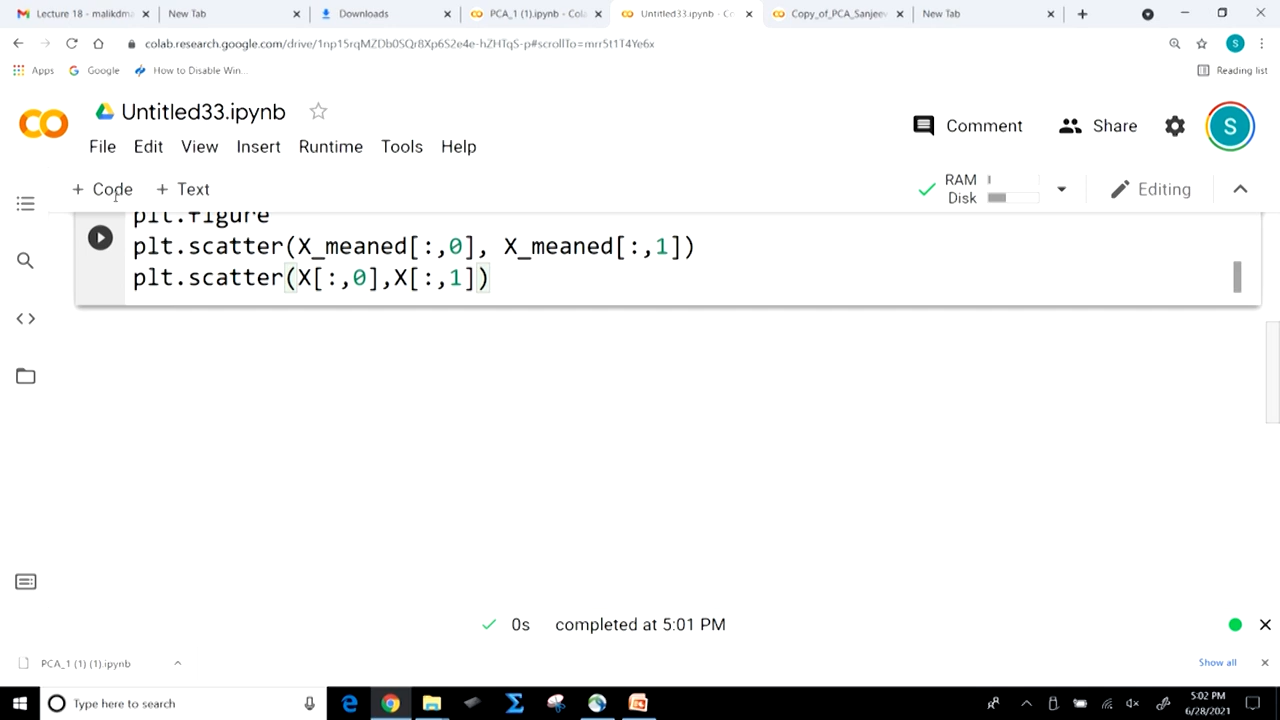 Lecture 18 - malikdma
New Tab
Downloads
PCA_1 (1).ipynb - Cola
Untitled33.ipynb - Co
Copy_of_PCA_Sanjeev
New Tab
colab.research.google.com/drive/1np15rqMZDb0SQr8Xp6S2e4e-hZHTqS-p#scrollTo=mrr5t1T4Ye6x
S
Apps
Google
How to Disable Win...
Reading list
CO
Untitled33.ipynb
File Edit View Insert Runtime Tools Help
Comment
Share
S
+ Code + Text
RAM
Disk
Editing
plt.figure
plt.scatter(X_meaned[:,0], X_meaned[:,1])
plt.scatter(X[:,0],X[:,1])
0s completed at 5:01 PM
PCA_1 (1) (1).ipynb
Show all
Type here to search
5:02 PM
6/28/2021